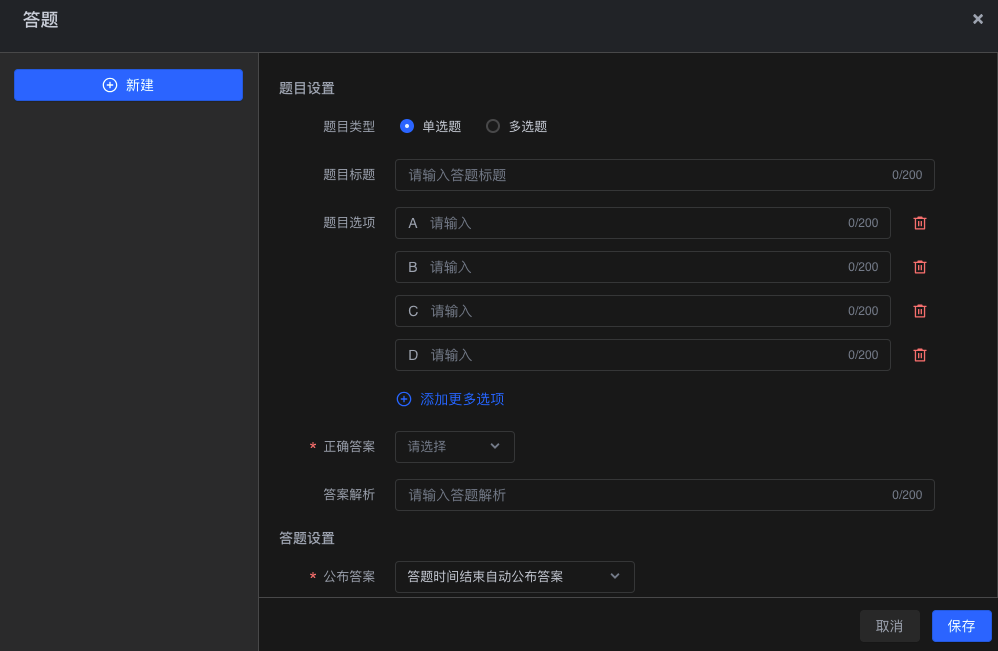 答题
新建
题目设置
题目类型 单选题 多选题
题目标题 请输入答题标题 0/200
题目选项 A 请输入 0/200
B 请输入 0/200
C 请输入 0/200
D 请输入 0/200
添加更多选项
* 正确答案 请选择
答案解析 请输入答题解析 0/200
答题设置
* 公布答案 答题时间结束自动公布答案
取消 保存